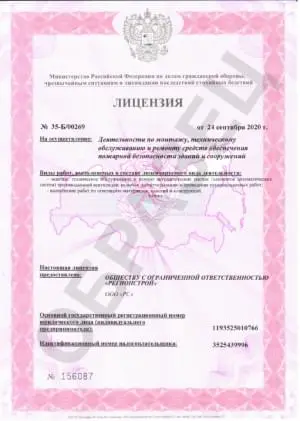 Министерство Российской Федерации по делам гражданской обороны,
чрезвычайным ситуациям и ликвидации последствий стихийных бедствий
ЛИЦЕНЗИЯ
№ 35-Б/00269 от 24 сентября 2020 г.
На осуществление: Деятельности по монтажу, техническому
обслуживанию и ремонту средств обеспечения
пожарной безопасности зданий и сооружений
Виды работ, выполняемых в составе лицензируемого вида деятельности:
Настоящая лицензия
предоставлена: ОБЩЕСТВУ С ОГРАНИЧЕННОЙ ОТВЕТСТВЕННОСТЬЮ
«РЕГИОНСТРОЙ»
ООО «РС»
Основной государственный регистрационный номер
юридического лица (индивидуального
предпринимателя): 1193525010766
Идентификационный номер налогоплательщика: 3525439996
№ 156087
ОБРАЗЕЦ